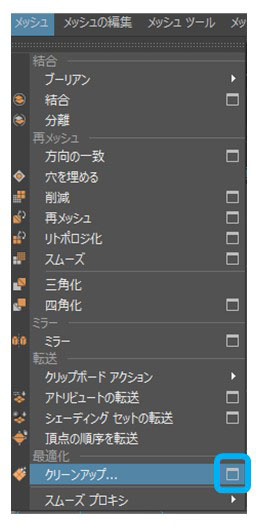 メッシュ メッシュの編集 メッシュ ツール メッ
結合
ブーリアン
結合
分離
再メッシュ
方向の一致
穴を埋める
削減
再メッシュ
リトポロジ化
スムーズ
三角化
四角化
ミラー
ミラー
転送
クリップボード アクション
アトリビュートの転送
シェーディング セットの転送
頂点の順序を転送
最適化
クリーンアップ...
スムーズ プロキシ